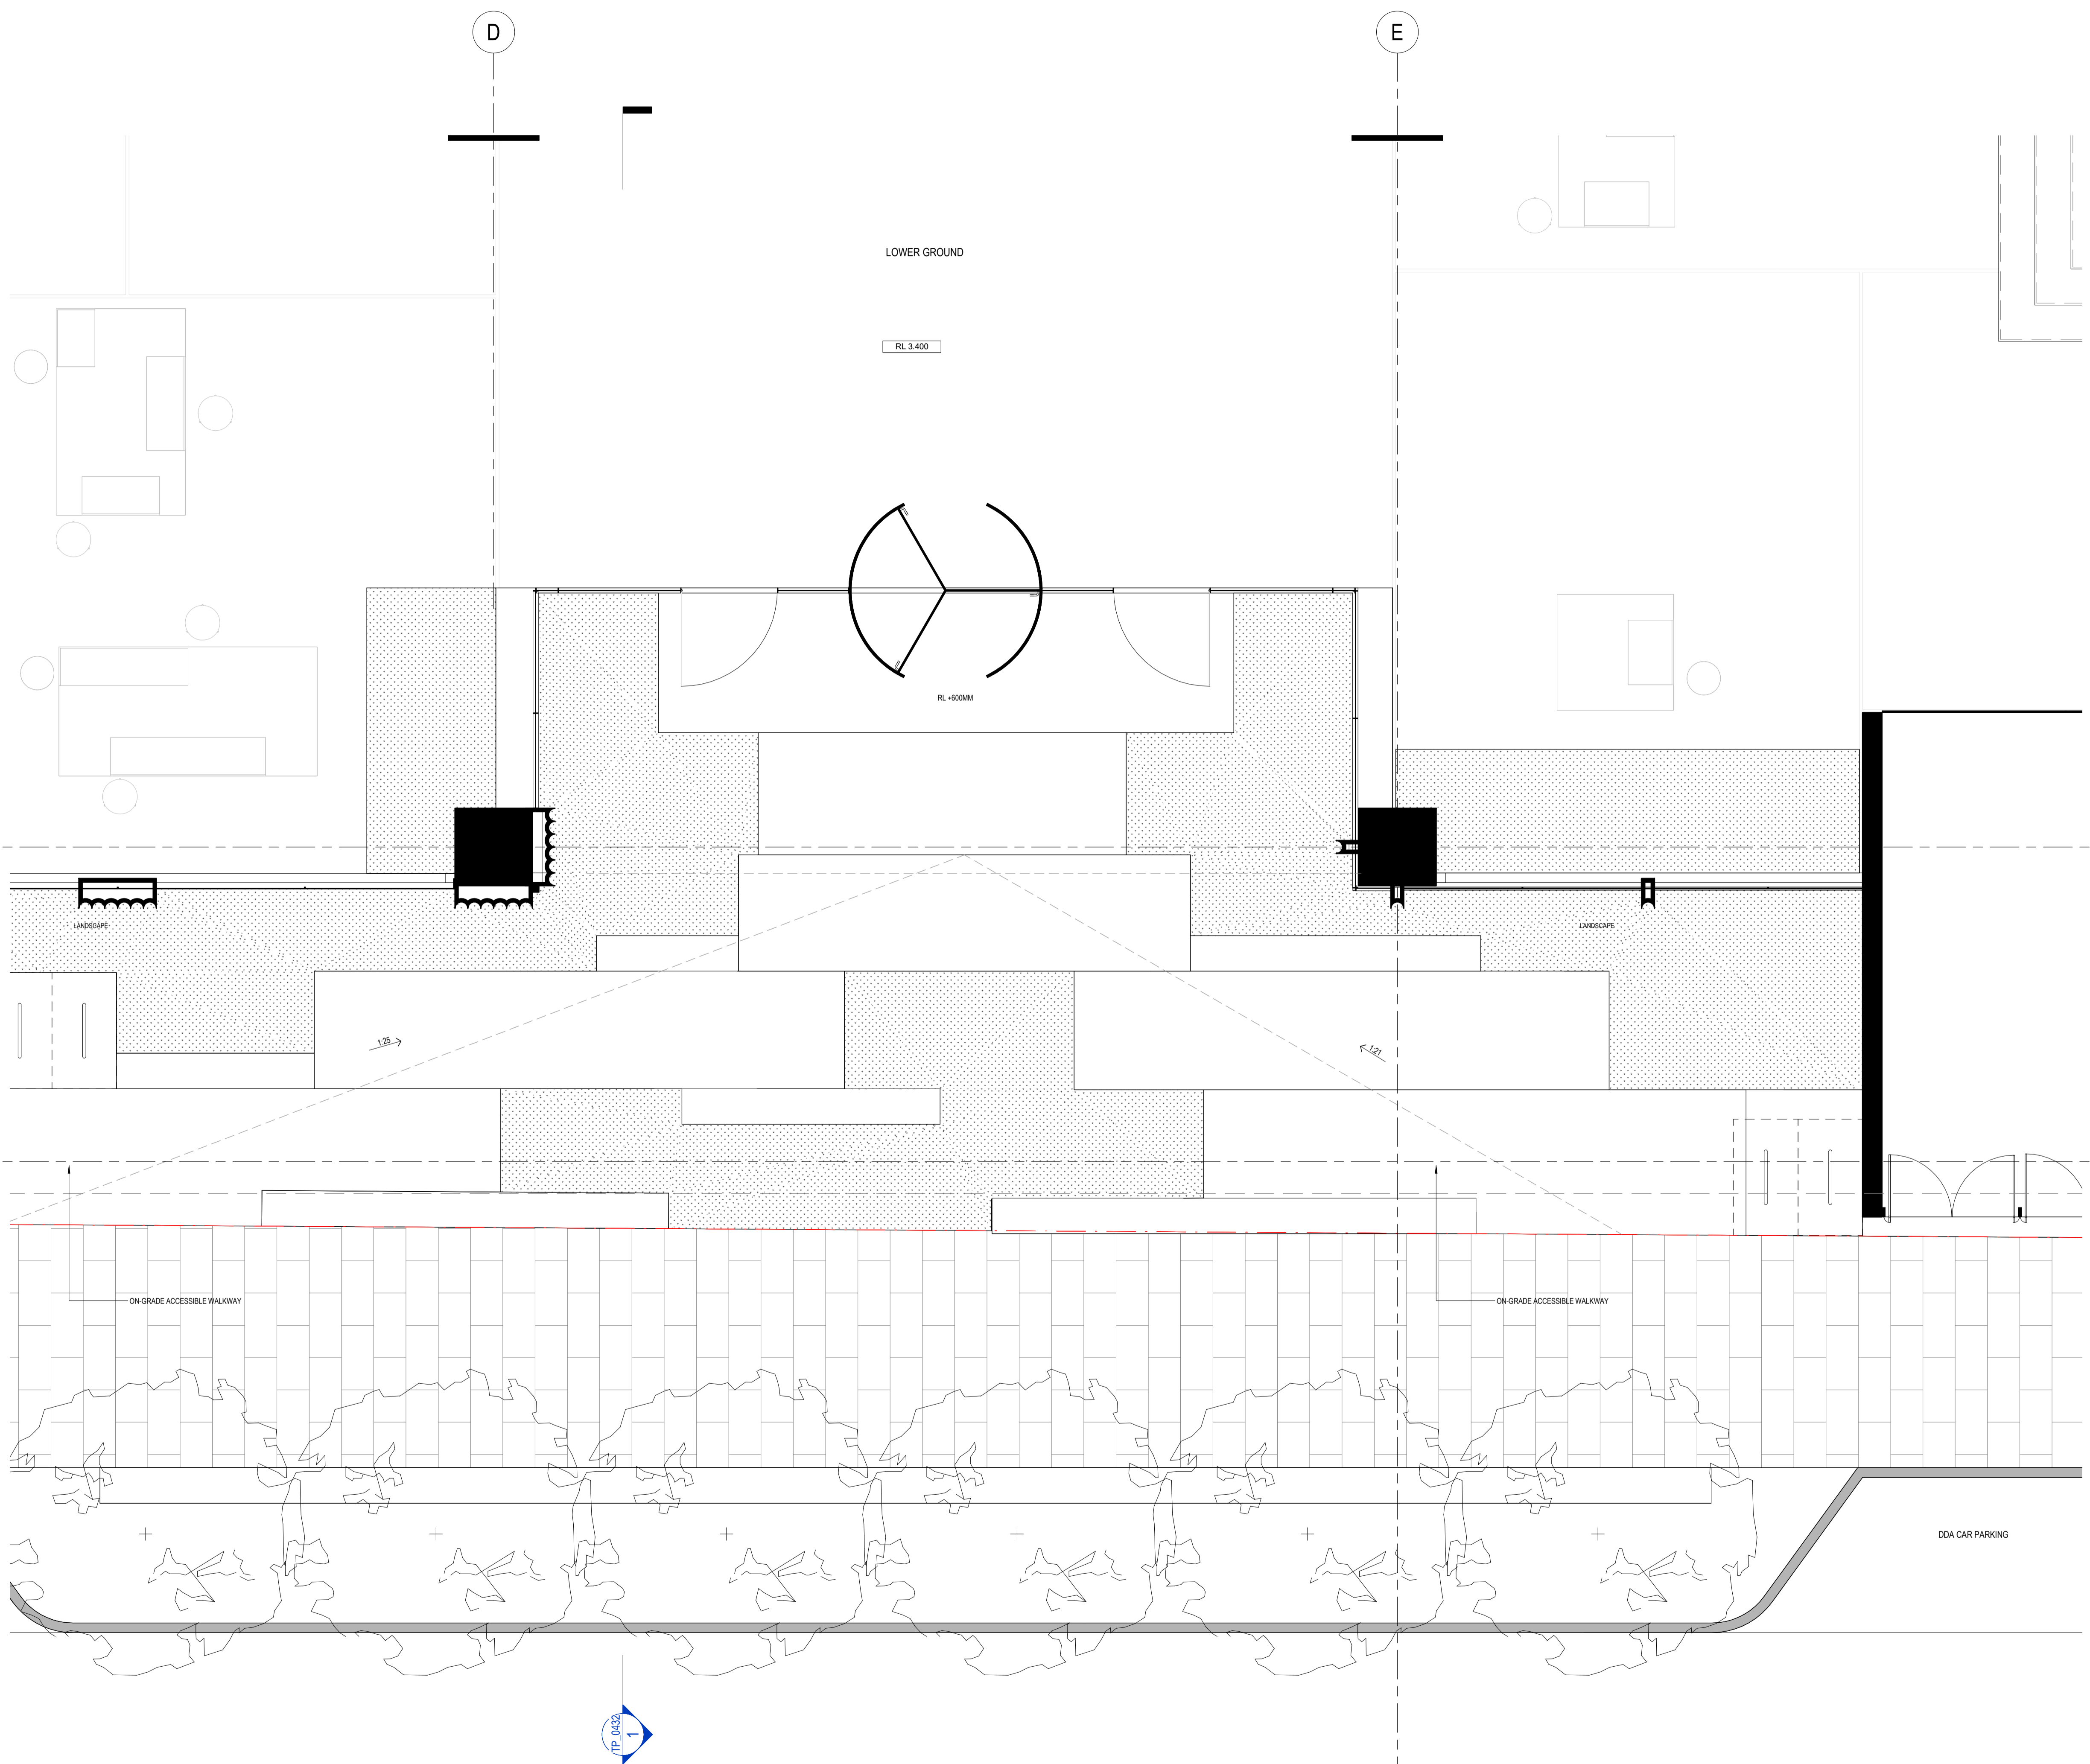 D
E
LOWER GROUND
RL 3.400
RL +600MM
LANDSCAPE
LANDSCAPE
1:25
1:21
ON-GRADE ACCESSIBLE WALKWAY
ON-GRADE ACCESSIBLE WALKWAY
DDA CAR PARKING
TP_0432
1